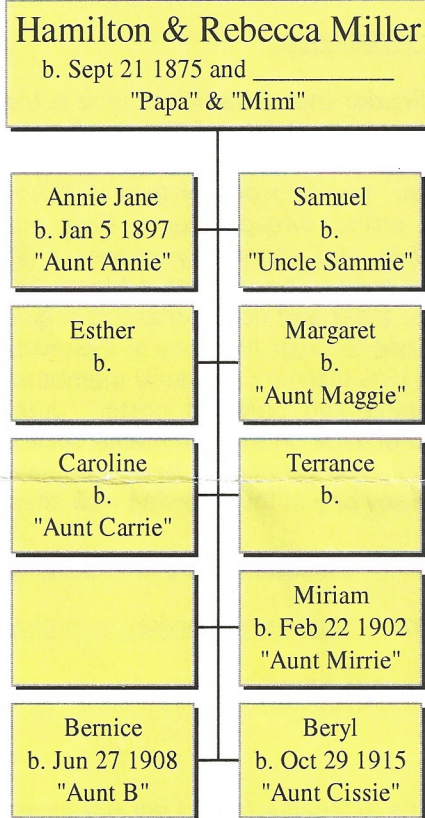 Hamilton & Rebecca Miller
b. Sept 21 1875 and ____________
"Papa" & "Mimi"
Annie Jane
b. Jan 5 1897
"Aunt Annie"
Samuel
b.
"Uncle Sammie"
Esther
b.
Margaret
b.
"Aunt Maggie"
Caroline
b.
"Aunt Carrie"
Terrance
b.
Miriam
b. Feb 22 1902
"Aunt Mirrie"
Bernice
b. Jun 27 1908
"Aunt B"
Beryl
b. Oct 29 1915
"Aunt Cissie"